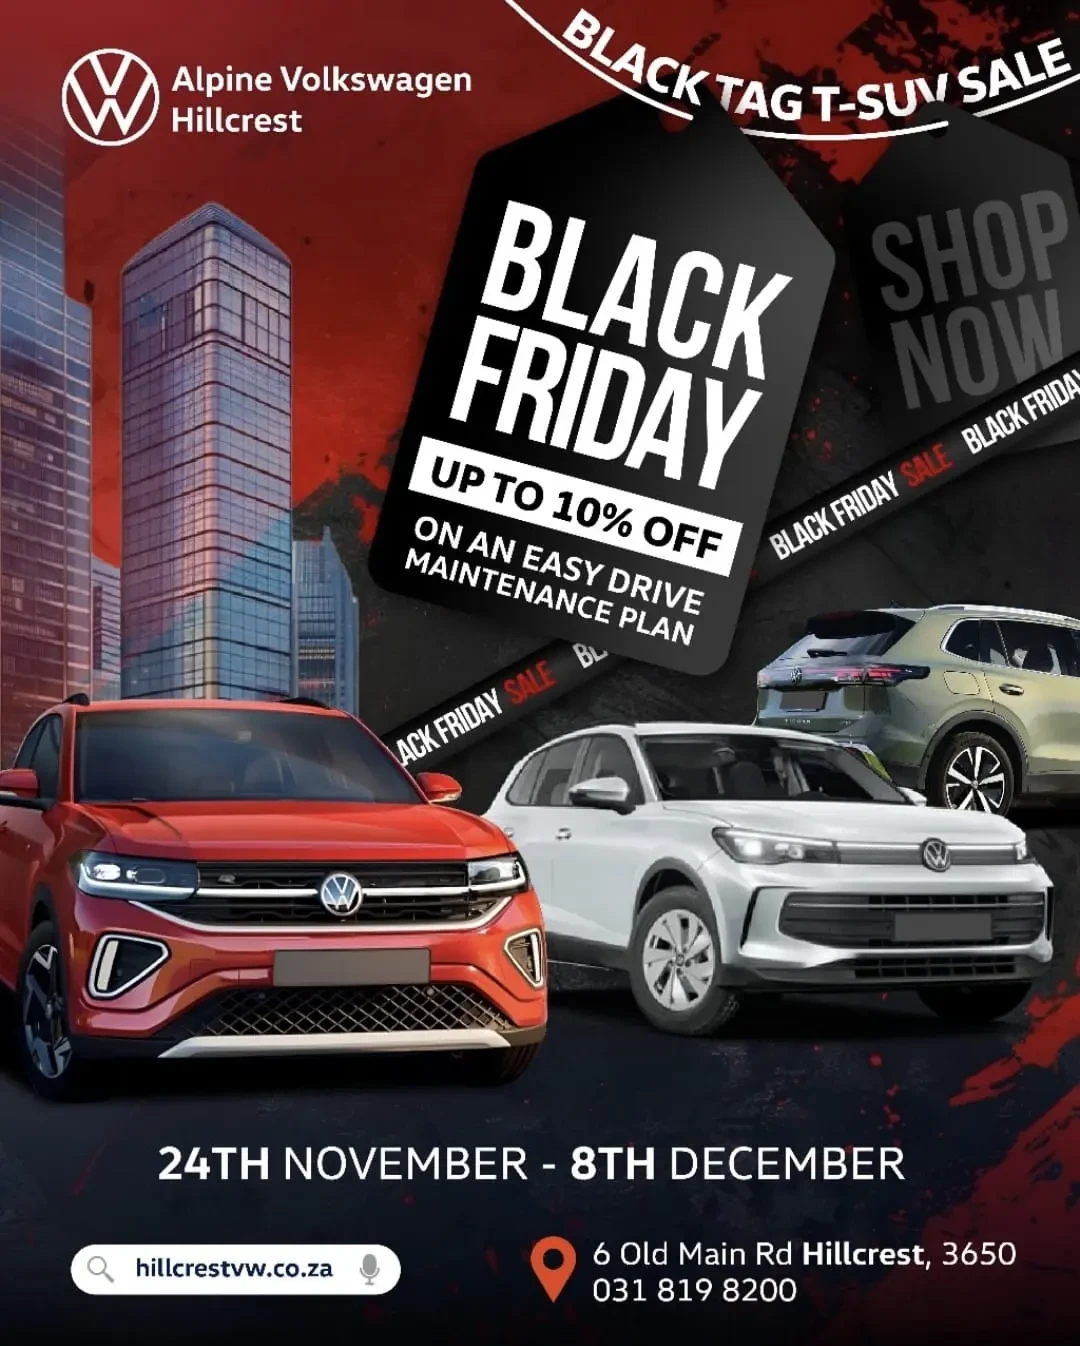 Alpine Volkswagen
Hillcrest
BLACK TAG T-SUV SALE
BLACK
FRIDAY
UP TO 10% OFF
ON AN EASY DRIVE
MAINTENANCE PLAN
SHOP
NOW
BLACK FRIDAY SALE BLACK FRIDAY
ACK FRIDAY SALE BL
24TH NOVEMBER - 8TH DECEMBER
hillcrestvw.co.za
6 Old Main Rd Hillcrest, 3650
031 819 8200